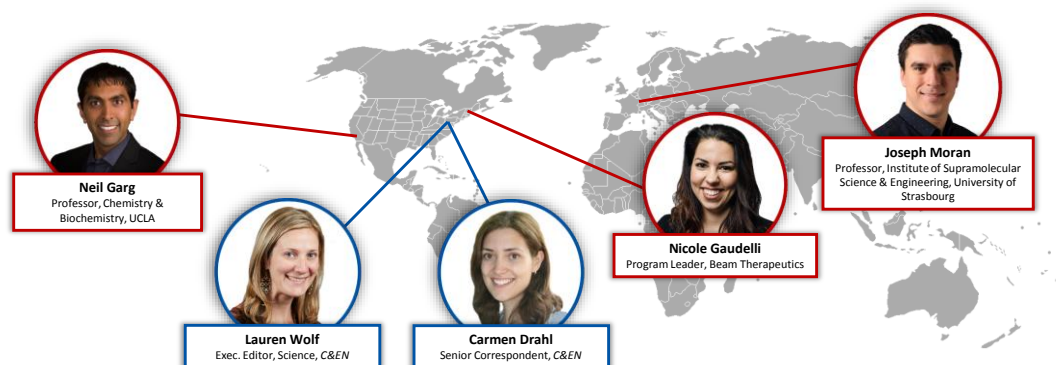 Neil Garg
Professor, Chemistry &
Biochemistry, UCLA
Lauren Wolf
Exec. Editor, Science, C&EN
Carmen Drahl
Senior Correspondent, C&EN
Nicole Gaudelli
Program Leader, Beam Therapeutics
Joseph Moran
Professor, Institute of Supramolecular
Science & Engineering, University of
Strasbourg